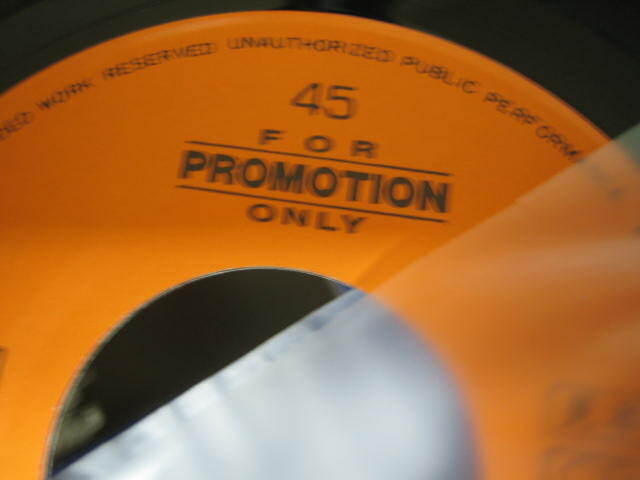 WORK RESERVED UNAUTHORIZED PUBLIC PERFORM
45
FOR
PROMOTION
ONLY